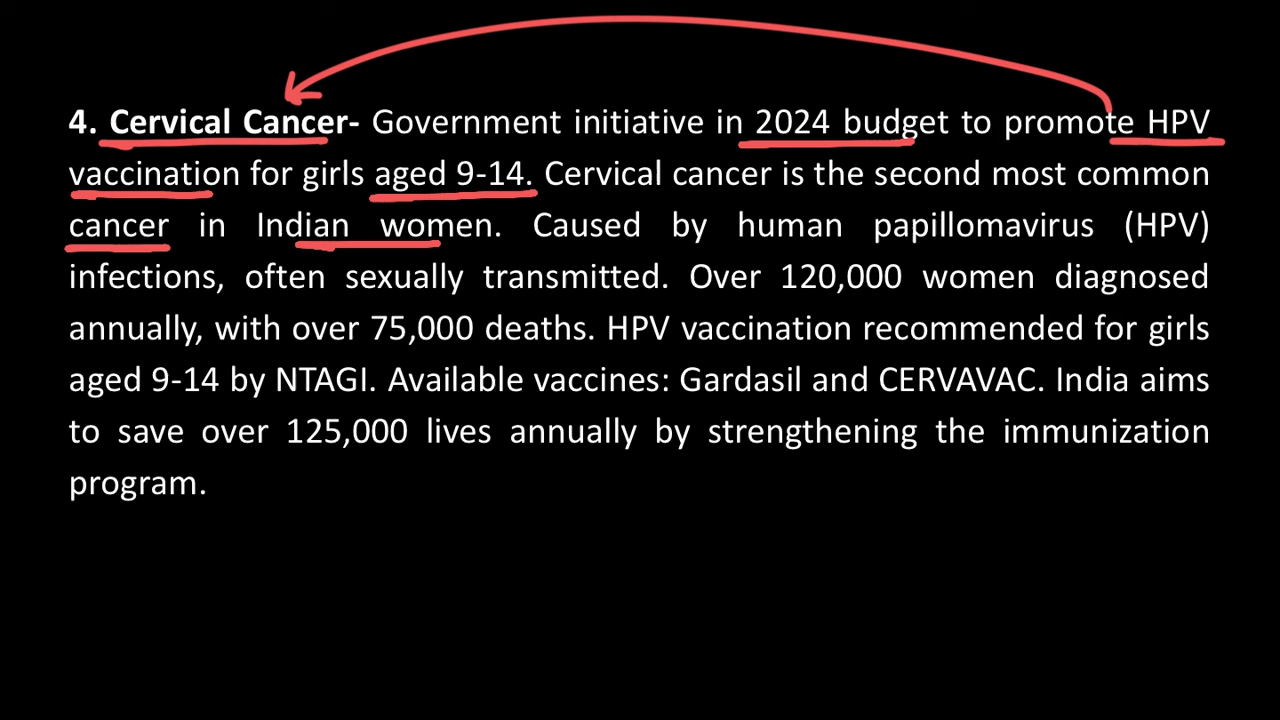 4. Cervical Cancer- Government initiative in 2024 budget to promote HPV
vaccination for girls aged 9-14. Cervical cancer is the second most common
cancer in Indian women. Caused by human papillomavirus (HPV)
infections, often sexually transmitted. Over 120,000 women diagnosed
annually, with over 75,000 deaths. HPV vaccination recommended for girls
aged 9-14 by NTAGI. Available vaccines: Gardasil and CERVAVAC. India aims
to save over 125,000 lives annually by strengthening the immunization
program.